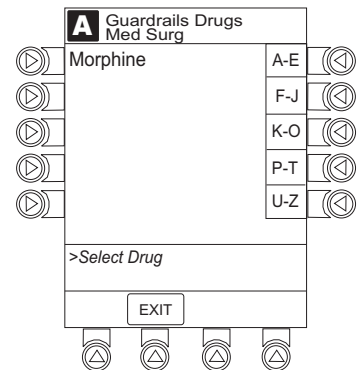 A
Guardrails Drugs
Med Surg
Morphine
A-E
F-J
K-O
P-T
U-Z
>Select Drug
EXIT